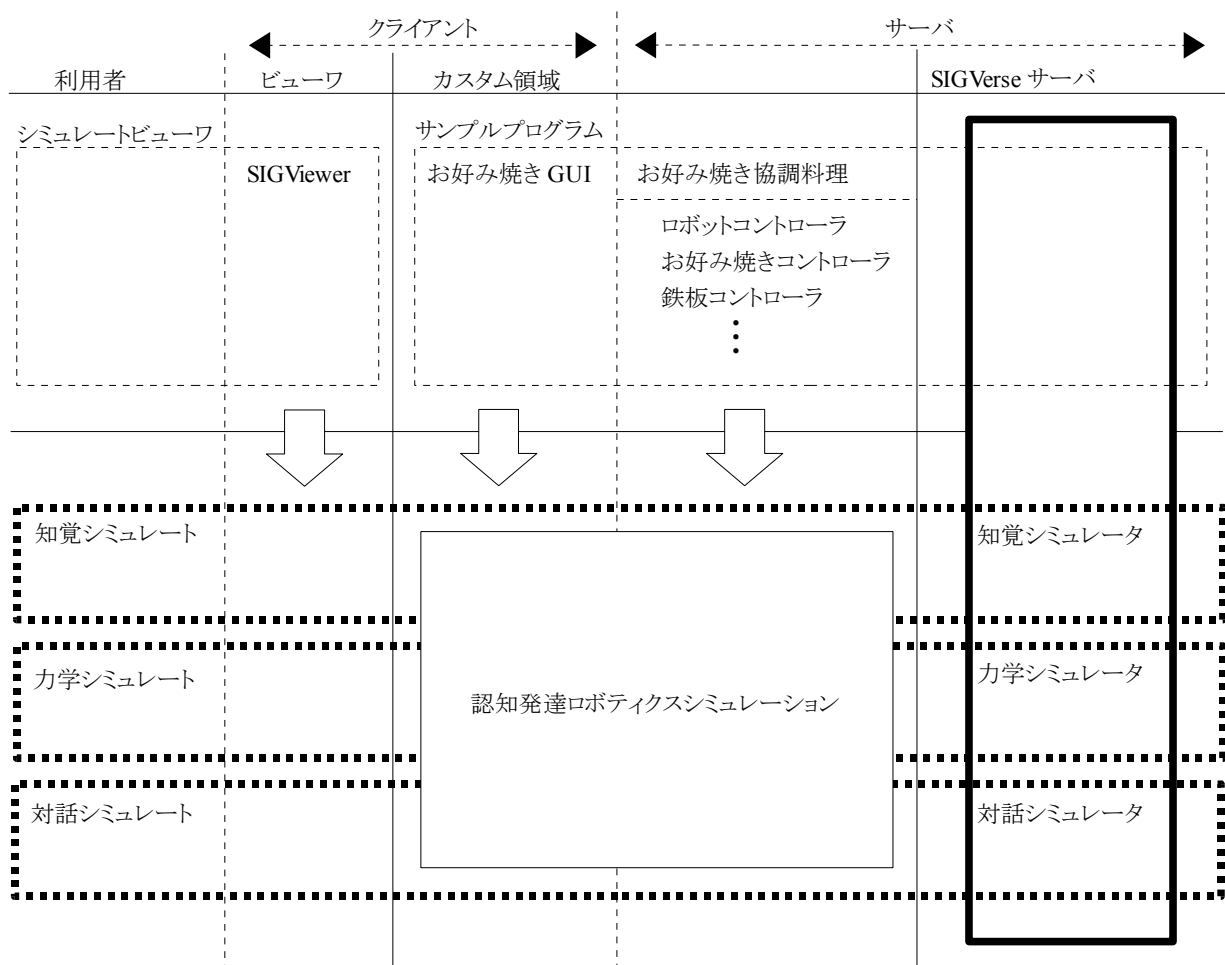 クライアント
サーバ
利用者
ビューワ
カスタム領域
SIGVerse サーバ
シミュレートビューワ
サンプルプログラム
SIGViewer
お好み焼き GUI
お好み焼き協調料理
ロボットコントローラ
お好み焼きコントローラ
鉄板コントローラ
⋮
知覚シミュレート
知覚シミュレータ
力学シミュレート
力学シミュレータ
認知発達ロボティクスシミュレーション
対話シミュレート
対話シミュレータ